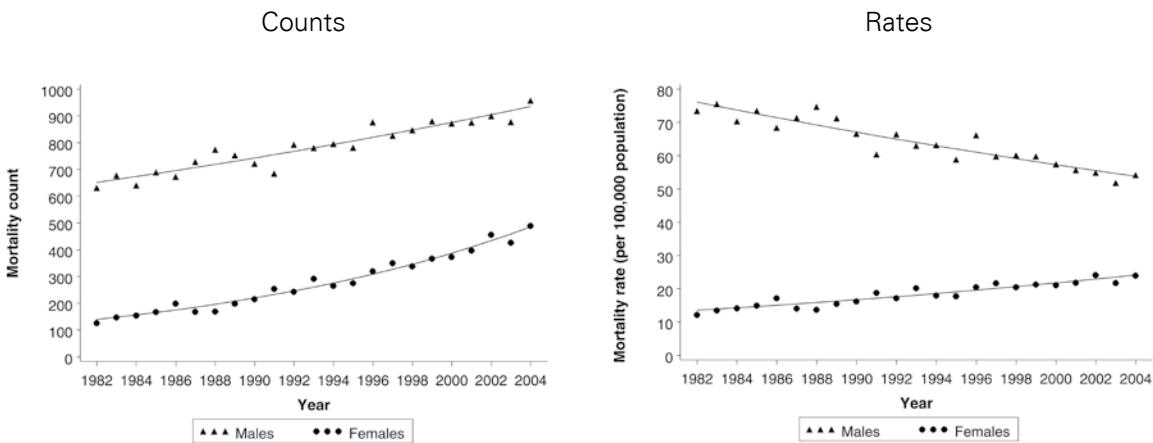 Counts
Mortality count
1000
900
800
700
600
500
400
300
200
100
0
1982 1984 1986 1988 1990 1992 1994 1996 1998 2000 2002 2004
Year
Males Females
Rates
Mortality rate (per 100,000 population)
80
70
60
50
40
30
20
10
0
1982 1984 1986 1988 1990 1992 1994 1996 1998 2000 2002 2004
Year
Males Females